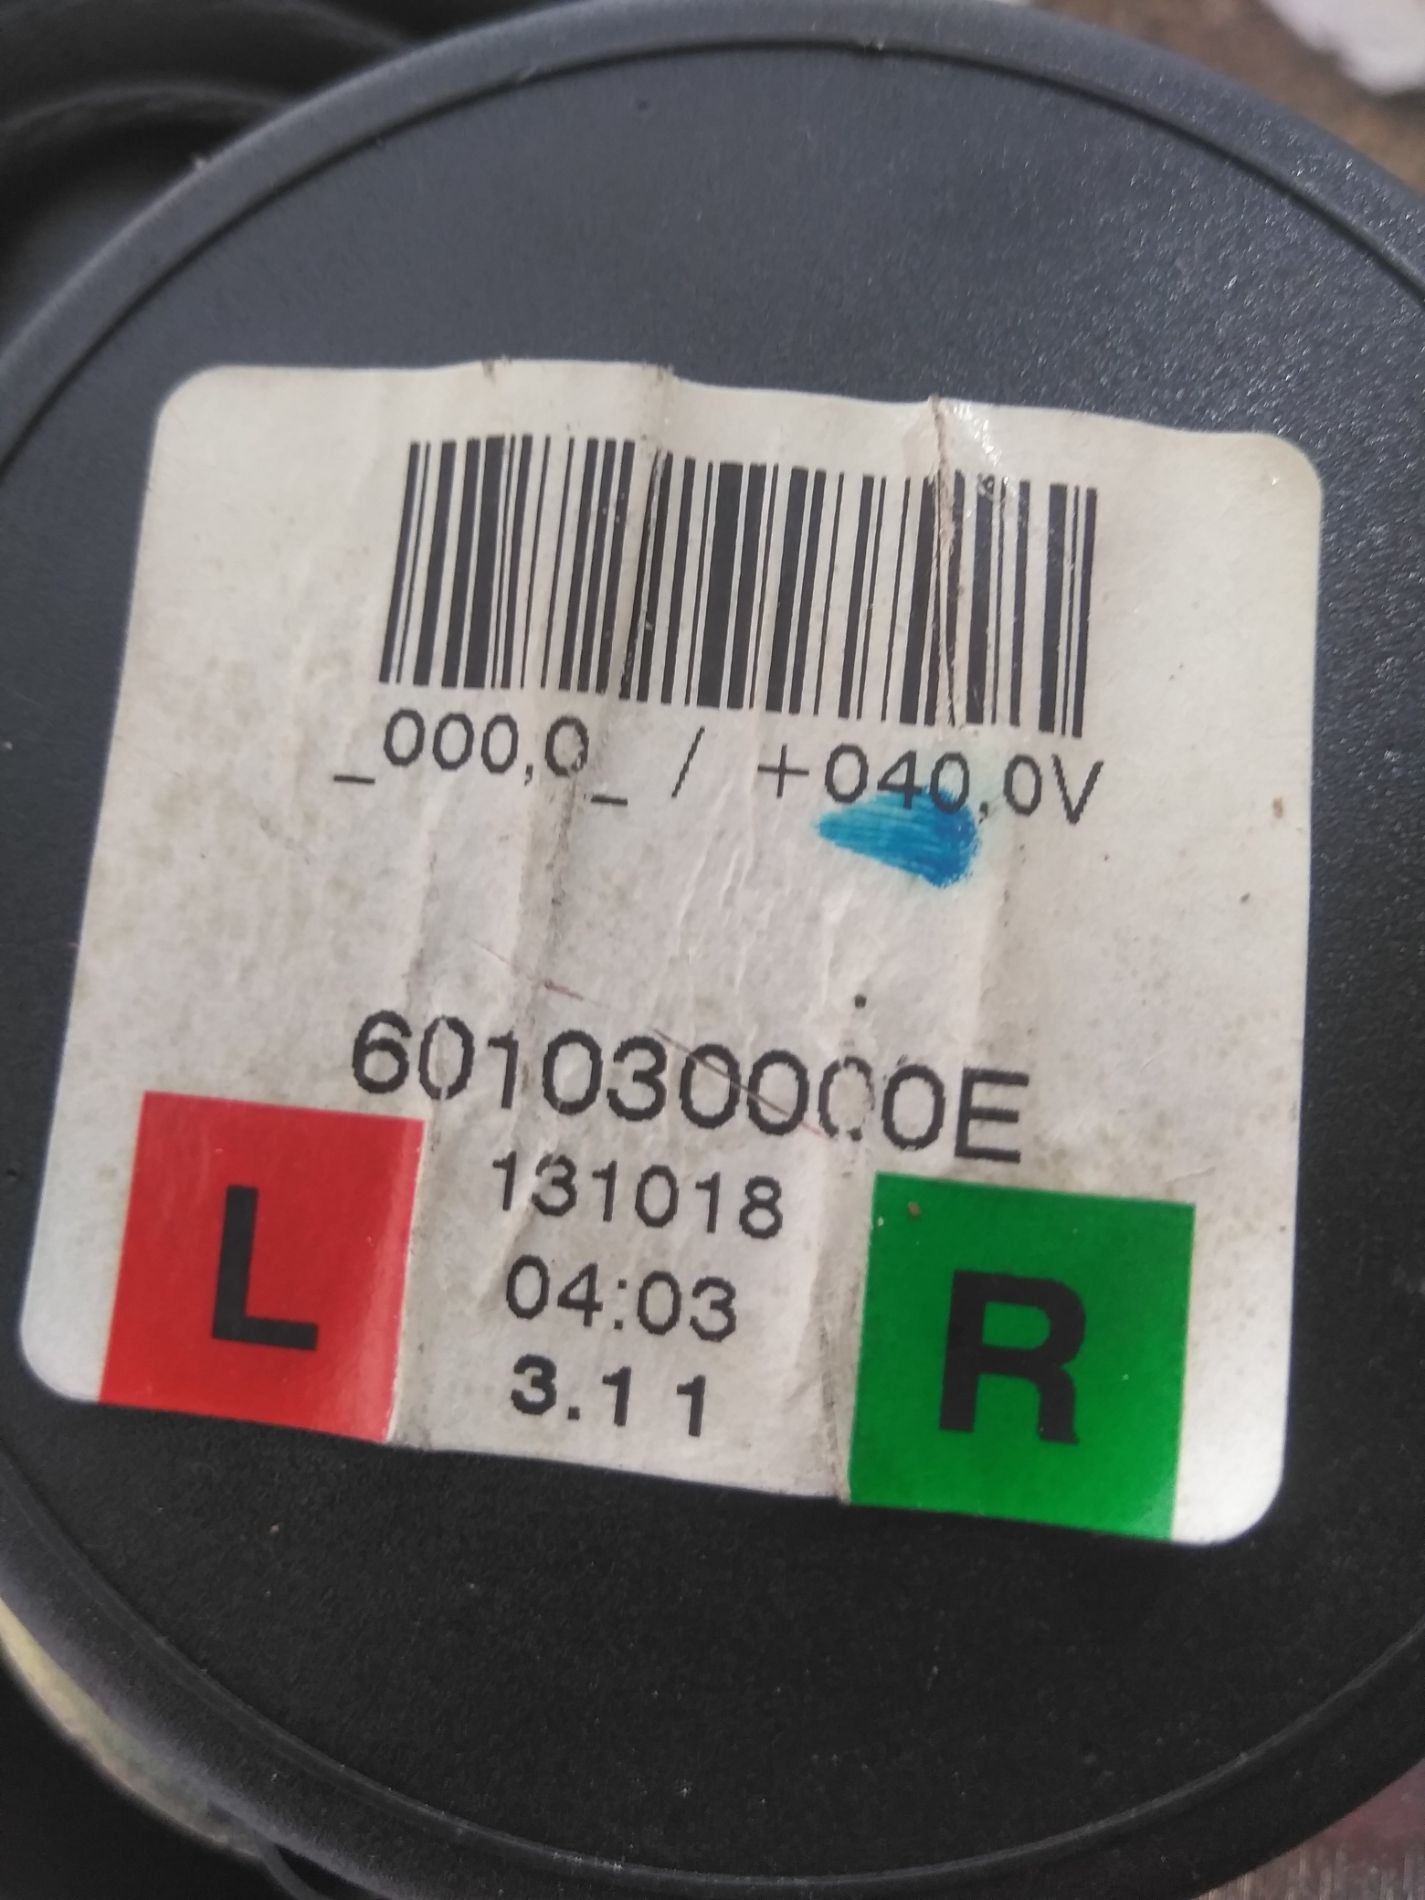 _000,0_ / +040,0V
601030000E
131018
L
04:03
R
3.11